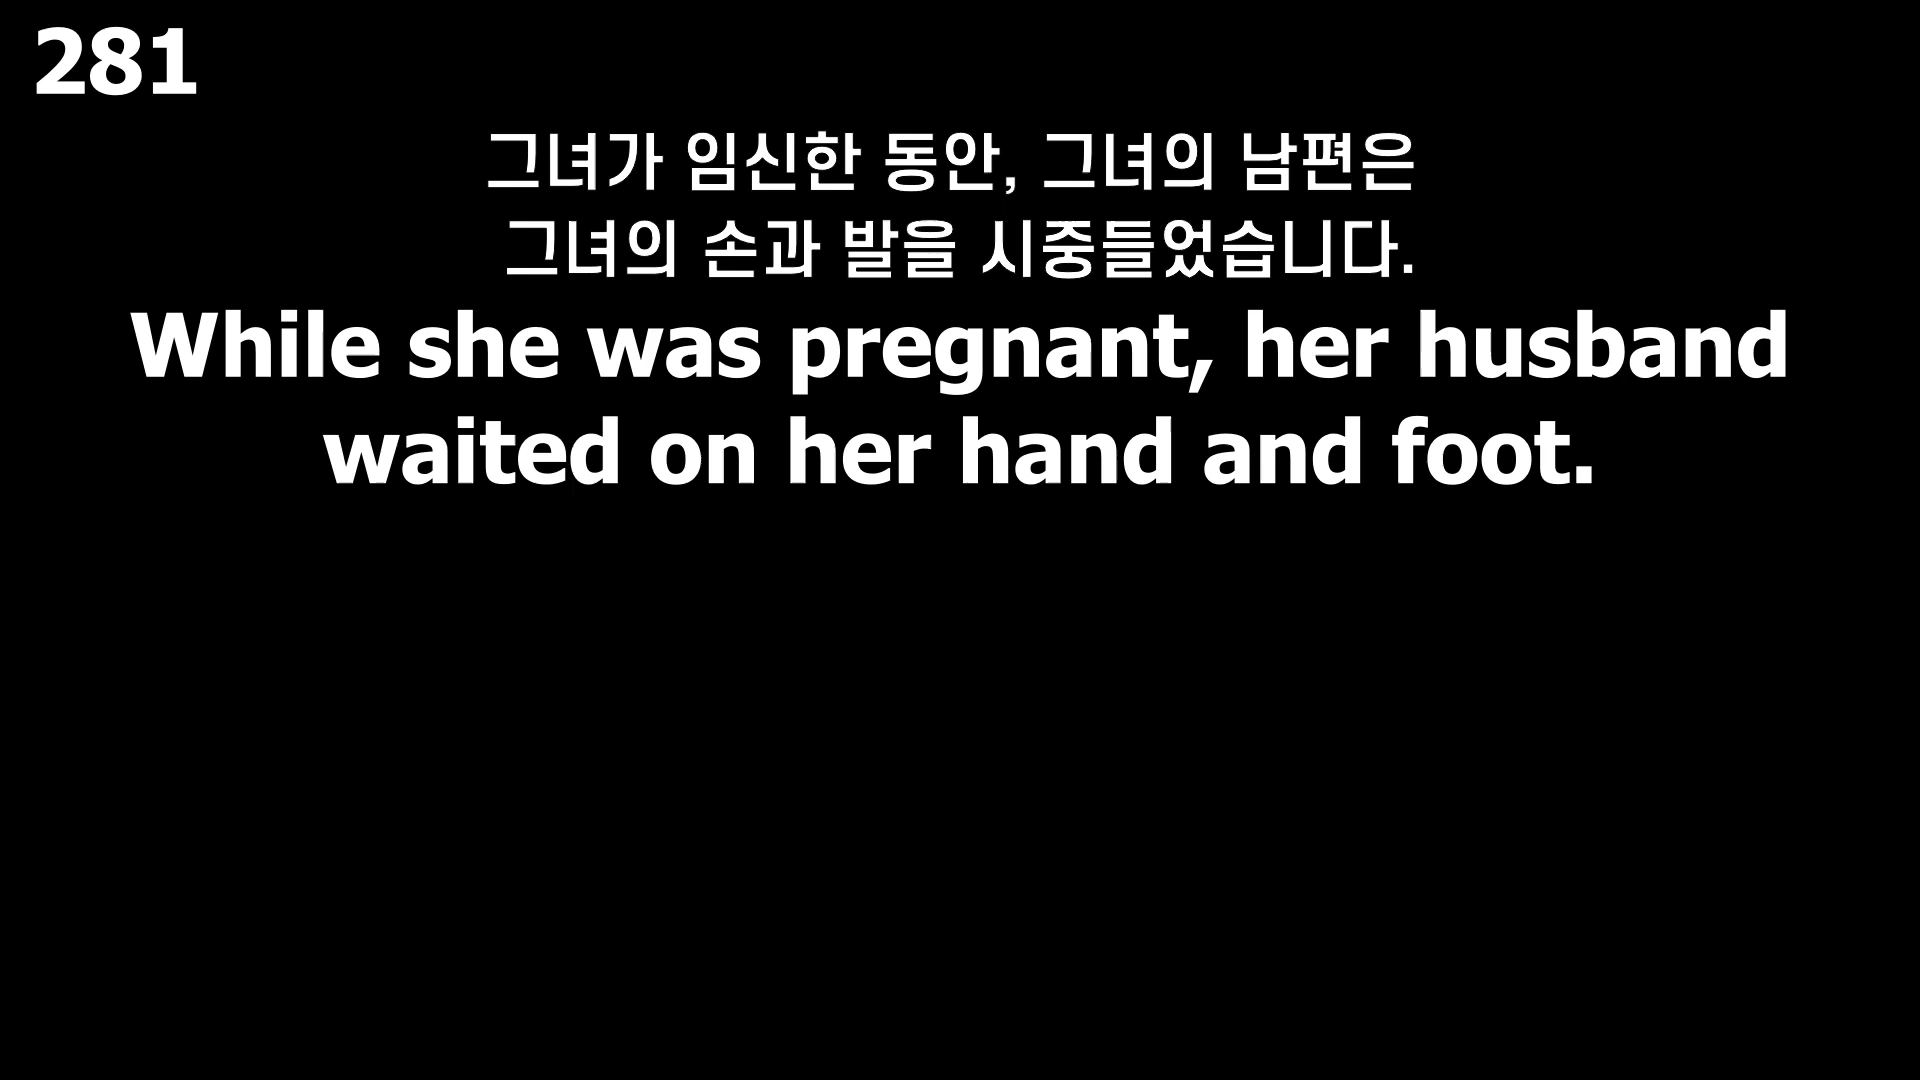 281
그녀가 임신한 동안, 그녀의 남편은
그녀의 손과 발을 시중들었습니다.
While she was pregnant, her husband
waited on her hand and foot.